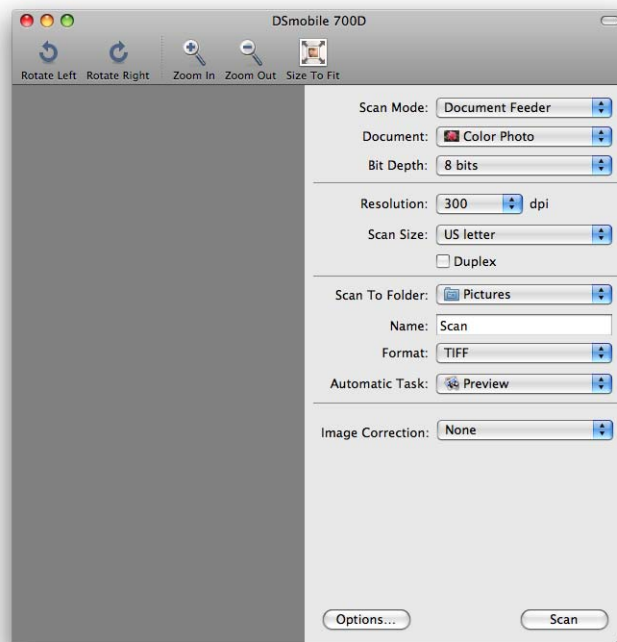 DSmobile 700D
Rotate Left Rotate Right Zoom In Zoom Out Size To Fit
Scan Mode: Document Feeder
Document: Color Photo
Bit Depth: 8 bits
Resolution: 300 dpi
Scan Size: US letter
Duplex
Scan To Folder: Pictures
Name: Scan
Format: TIFF
Automatic Task: Preview
Image Correction: None
Options... Scan